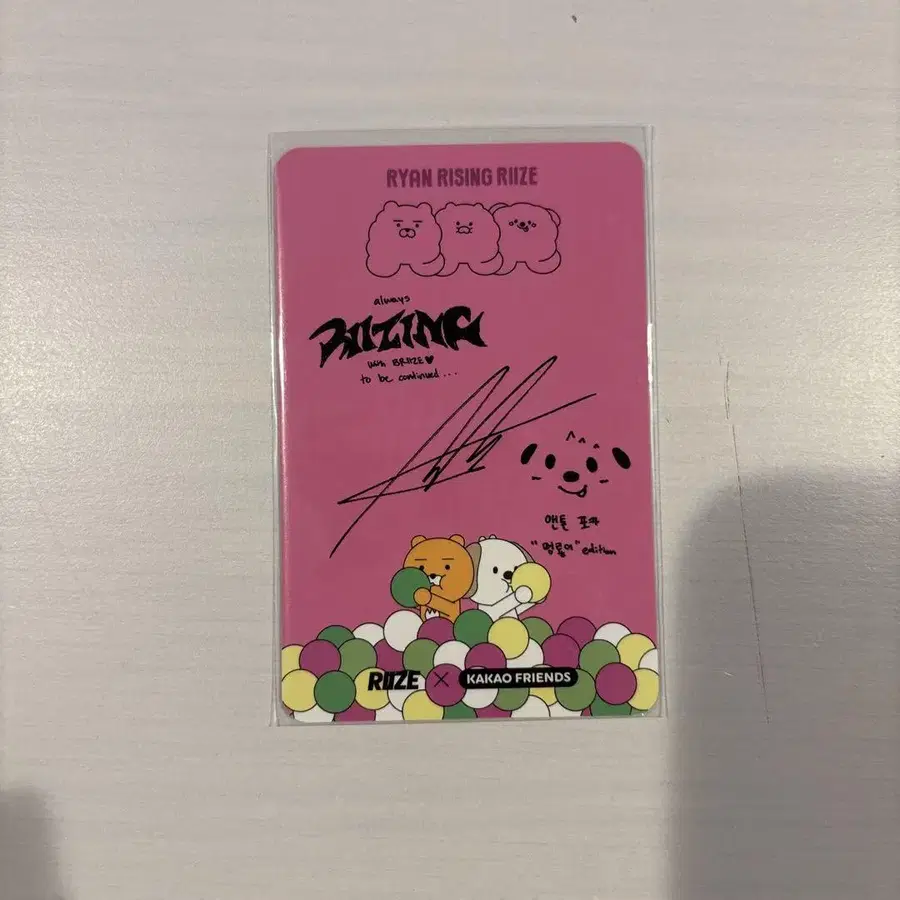 RYAN RISING RIIZE
always
RIIZING
with BRIIZE♥
to be continued...
앤톤 포카
"멍룡이" edition
RIIZE × KAKAO FRIENDS